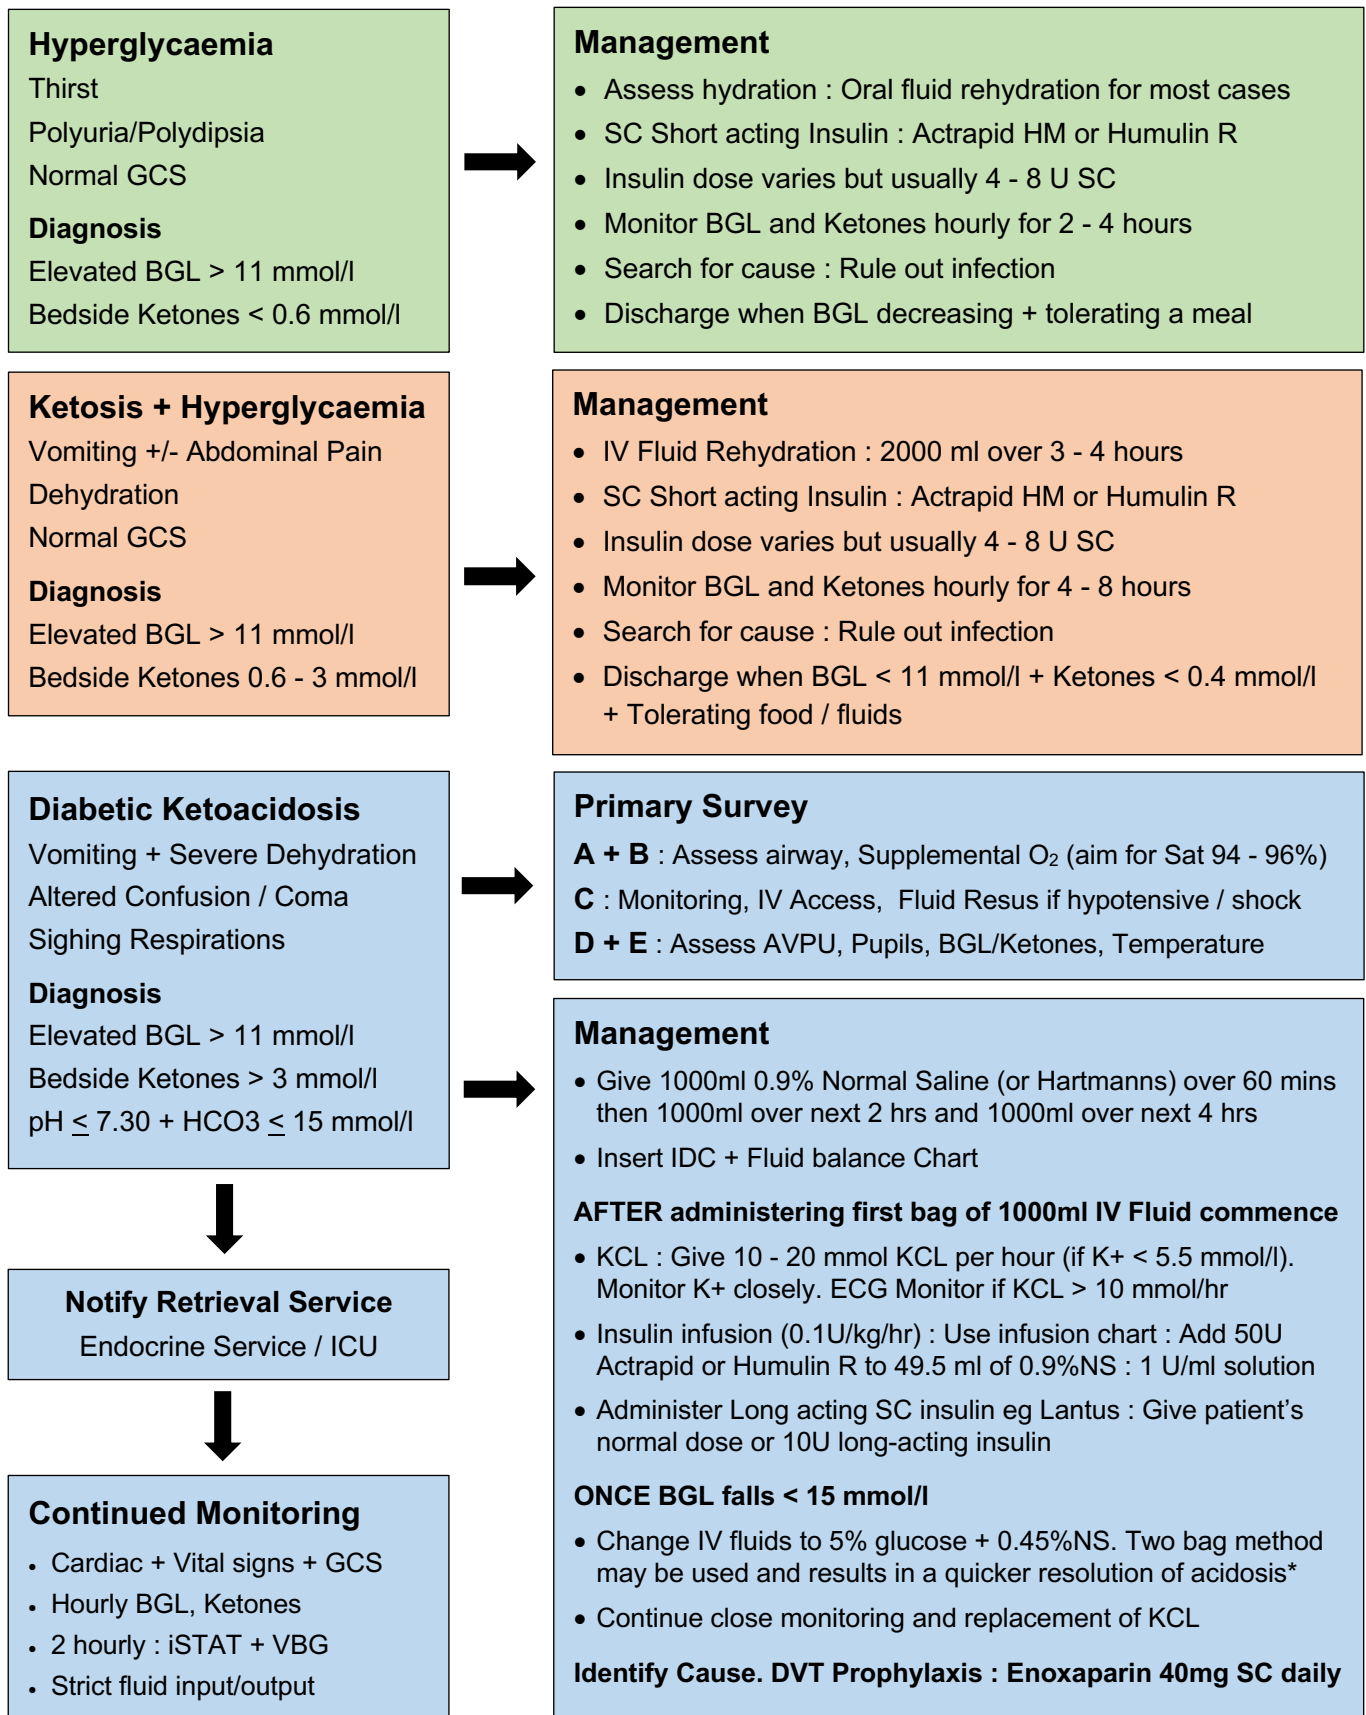 Hyperglycaemia
Thirst
Polyuria/Polydipsia
Normal GCS
Diagnosis
Elevated BGL > 11 mmol/l
Bedside Ketones < 0.6 mmol/l
Management
• Assess hydration : Oral fluid rehydration for most cases
• SC Short acting Insulin : Actrapid HM or Humulin R
• Insulin dose varies but usually 4 - 8 U SC
• Monitor BGL and Ketones hourly for 2 - 4 hours
• Search for cause : Rule out infection
• Discharge when BGL decreasing + tolerating a meal
Ketosis + Hyperglycaemia
Vomiting +/- Abdominal Pain
Dehydration
Normal GCS
Diagnosis
Elevated BGL > 11 mmol/l
Bedside Ketones 0.6 - 3 mmol/l
Management
• IV Fluid Rehydration : 2000 ml over 3 - 4 hours
• SC Short acting Insulin : Actrapid HM or Humulin R
• Insulin dose varies but usually 4 - 8 U SC
• Monitor BGL and Ketones hourly for 4 - 8 hours
• Search for cause : Rule out infection
• Discharge when BGL < 11 mmol/l + Ketones < 0.4 mmol/l
+ Tolerating food / fluids
Diabetic Ketoacidosis
Vomiting + Severe Dehydration
Altered Confusion / Coma
Sighing Respirations
Diagnosis
Elevated BGL > 11 mmol/l
Bedside Ketones > 3 mmol/l
pH ≤ 7.30 + HCO3 ≤ 15 mmol/l
Primary Survey
A + B : Assess airway, Supplemental O₂ (aim for Sat 94 - 96%)
C : Monitoring, IV Access, Fluid Resus if hypotensive / shock
D + E : Assess AVPU, Pupils, BGL/Ketones, Temperature
Management
• Give 1000ml 0.9% Normal Saline (or Hartmanns) over 60 mins
then 1000ml over next 2 hrs and 1000ml over next 4 hrs
• Insert IDC + Fluid balance Chart
AFTER administering first bag of 1000ml IV Fluid commence
• KCL : Give 10 - 20 mmol KCL per hour (if K+ < 5.5 mmol/l).
Monitor K+ closely. ECG Monitor if KCL > 10 mmol/hr
• Insulin infusion (0.1U/kg/hr) : Use infusion chart : Add 50U
Actrapid or Humulin R to 49.5 ml of 0.9%NS : 1 U/ml solution
• Administer Long acting SC insulin eg Lantus : Give patient's
normal dose or 10U long-acting insulin
ONCE BGL falls < 15 mmol/l
• Change IV fluids to 5% glucose + 0.45%NS. Two bag method
may be used and results in a quicker resolution of acidosis*
• Continue close monitoring and replacement of KCL
Identify Cause. DVT Prophylaxis : Enoxaparin 40mg SC daily
Notify Retrieval Service
Endocrine Service / ICU
Continued Monitoring
• Cardiac + Vital signs + GCS
• Hourly BGL, Ketones
• 2 hourly : iSTAT + VBG
• Strict fluid input/output